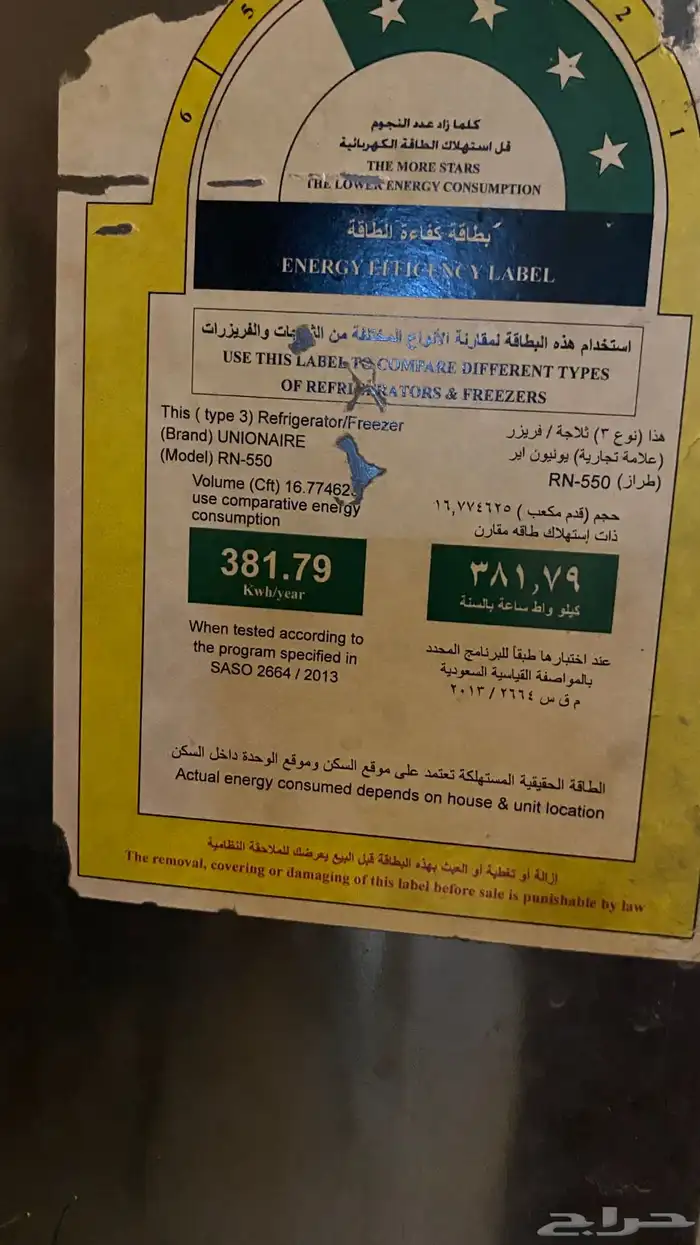 5
2
6
1
كلما زاد عدد النجوم
قل استهلاك الطاقة الكهربائية
THE MORE STARS
THE LOWER ENERGY CONSUMPTION
بطاقة كفاءة الطاقة
ENERGY EFFICENCY LABEL
استخدام هذه البطاقة لمقارنة الأنواع المختلفة من الثلاجات والفريزرات
USE THIS LABEL TO COMPARE DIFFERENT TYPES
OF REFRIGERATORS & FREEZERS
This ( type 3) Refrigerator/Freezer
(Brand) UNIONAIRE
(Model) RN-550
Volume (Cft) 16.774625
use comparative energy
consumption
381.79
Kwh/year
When tested according to
the program specified in
SASO 2664 / 2013
هذا (نوع ٣) ثلاجة / فريزر
(علامة تجارية) يونيون اير
(طراز) RN-550
حجم (قدم مكعب ) ١٦,٧٧٤٦٢٥
ذات إستهلاك طاقه مقارن
٣٨١,٧٩
كيلو واط ساعة بالسنة
عند اختبارها طبقاً للبرنامج المحدد
بالمواصفة القياسية السعودية
م ق س ٢٦٦٤ / ٢٠١٣
الطاقة الحقيقية المستهلكة تعتمد على موقع السكن وموقع الوحدة داخل السكن
Actual energy consumed depends on house & unit location
إزالة أو تغطية أو العبث بهذه البطاقة قبل البيع يعرضك للملاحقة النظامية
The removal, covering or damaging of this label before sale is punishable by law
حراج